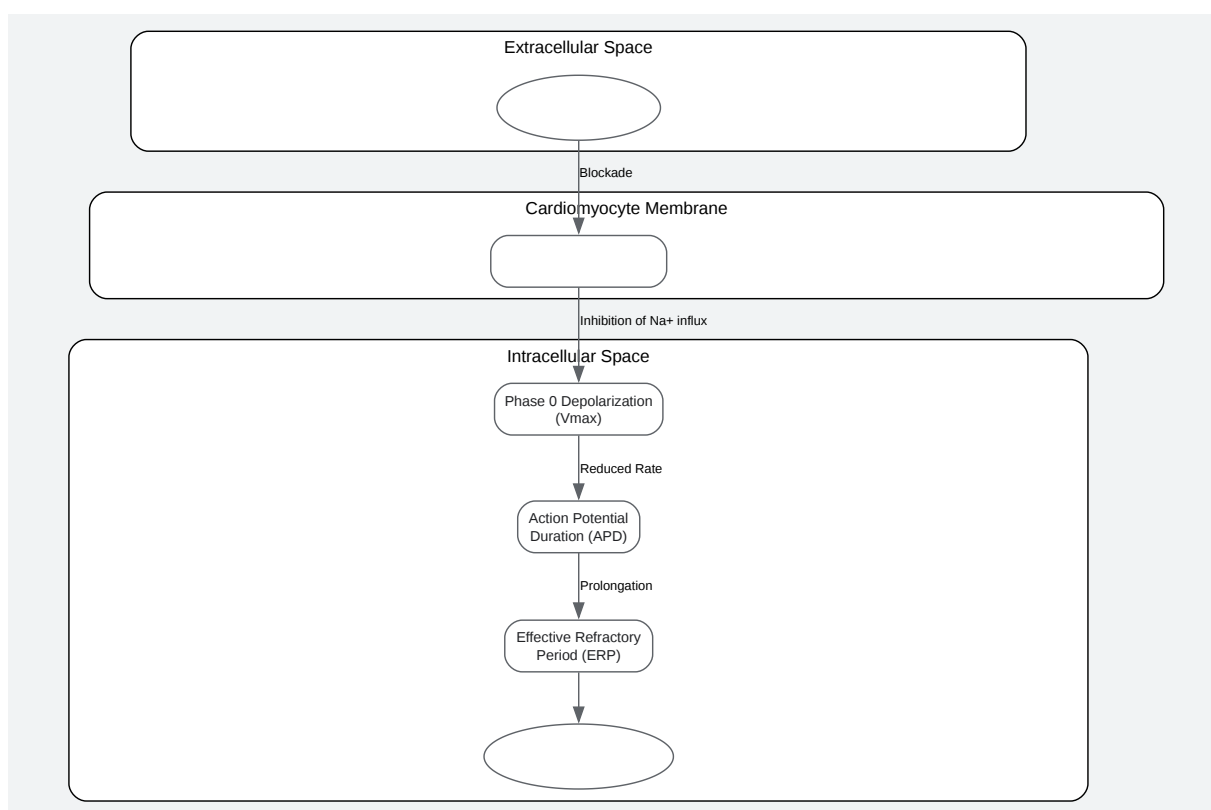 Extracellular Space
Blockade
Cardiomyocyte Membrane
Inhibition of Na+ influx
Intracellular Space
Phase 0 Depolarization
(Vmax)
Reduced Rate
Action Potential
Duration (APD)
Prolongation
Effective Refractory
Period (ERP)